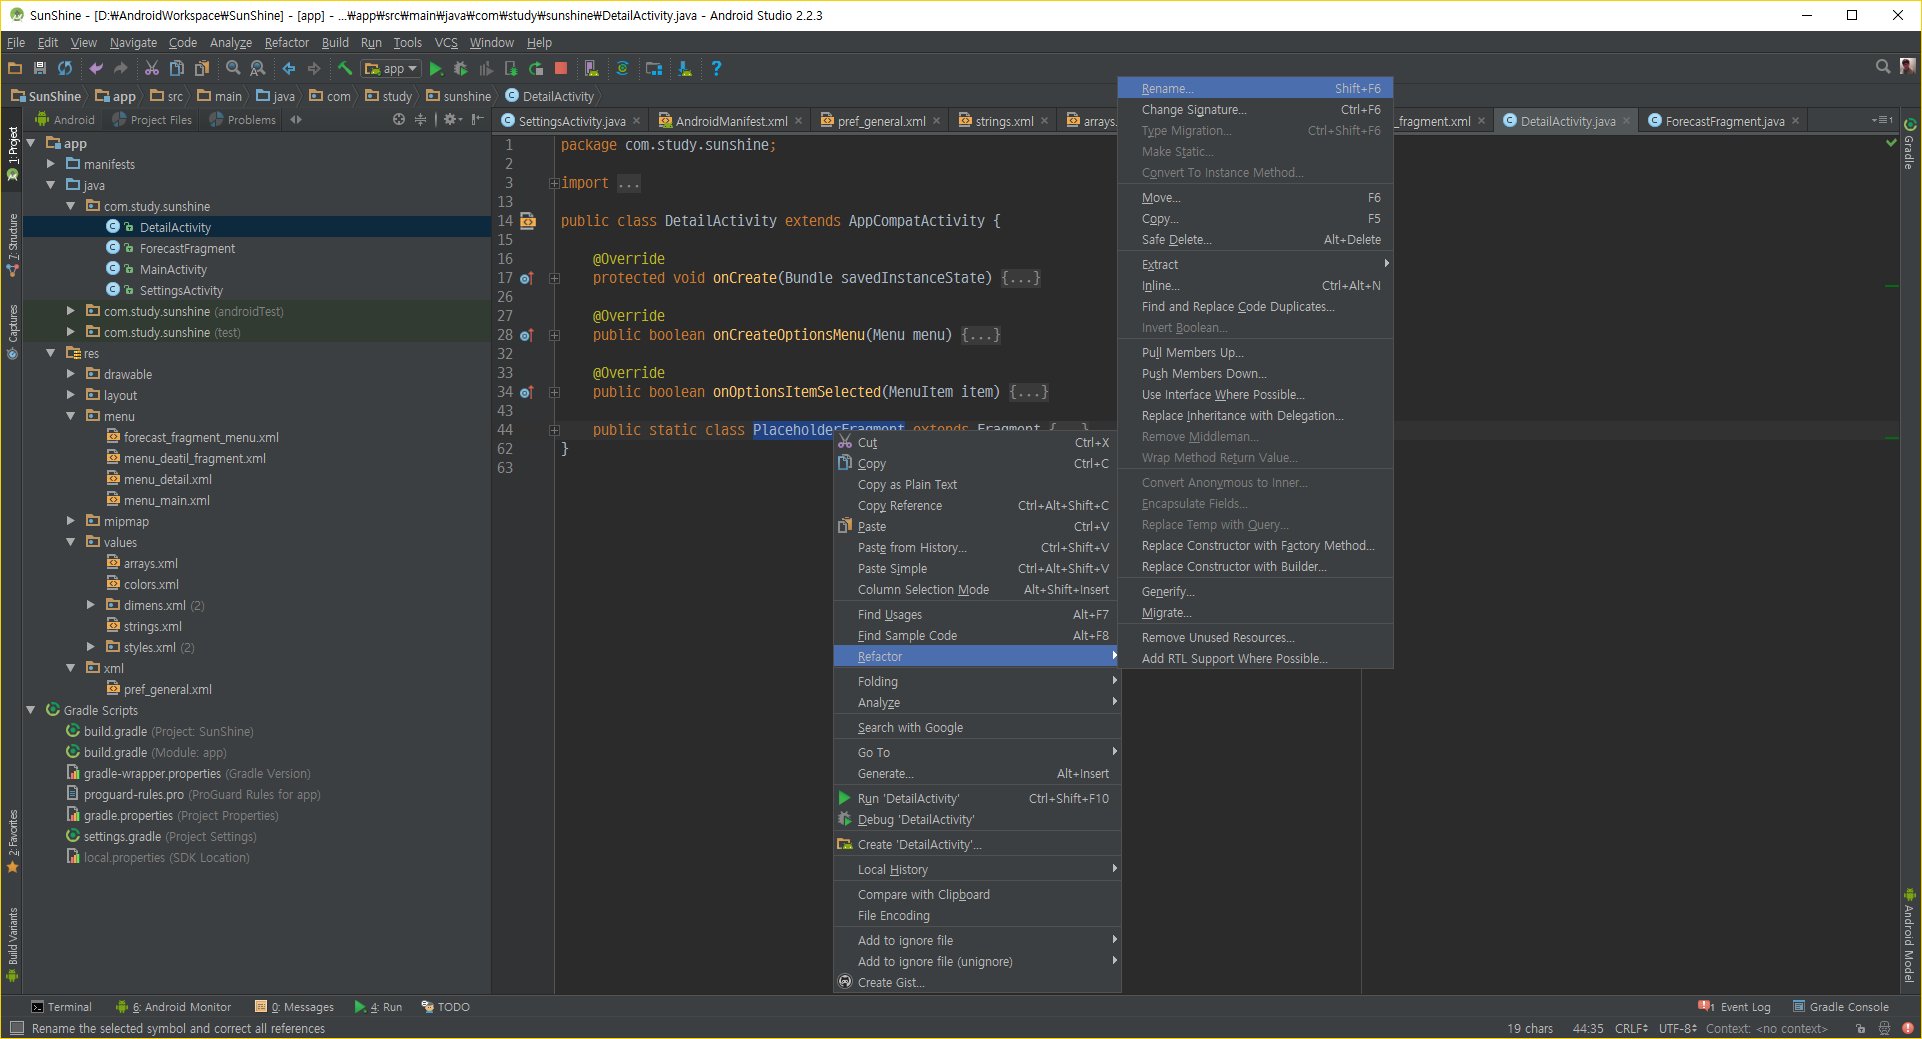 SunShine - [D:₩AndroidWorkspace₩SunShine] - [app] - ...₩app₩src₩main₩java₩com₩study₩sunshine₩DetailActivity.java - Android Studio 2.2.3
File Edit View Navigate Code Analyze Refactor Build Run Tools VCS Window Help
app
SunShine app src main java com study sunshine DetailActivity
Android Project Files Problems
SettingsActivity.java AndroidManifest.xml pref_general.xml strings.xml arrays. _fragment.xml DetailActivity.java ForecastFragment.java
1: Project
7: Structure
Captures
2: Favorites
Build Variants
app
manifests
java
com.study.sunshine
DetailActivity
ForecastFragment
MainActivity
SettingsActivity
com.study.sunshine (androidTest)
com.study.sunshine (test)
res
drawable
layout
menu
forecast_fragment_menu.xml
menu_deatil_fragment.xml
menu_detail.xml
menu_main.xml
mipmap
values
arrays.xml
colors.xml
dimens.xml (2)
strings.xml
styles.xml (2)
xml
pref_general.xml
Gradle Scripts
build.gradle (Project: SunShine)
build.gradle (Module: app)
gradle-wrapper.properties (Gradle Version)
proguard-rules.pro (ProGuard Rules for app)
gradle.properties (Project Properties)
settings.gradle (Project Settings)
local.properties (SDK Location)
1 package com.study.sunshine;
2
3 import ...
13
14 public class DetailActivity extends AppCompatActivity {
15
16 @Override
17 protected void onCreate(Bundle savedInstanceState) {...}
26
27 @Override
28 public boolean onCreateOptionsMenu(Menu menu) {...}
32
33 @Override
34 public boolean onOptionsItemSelected(MenuItem item) {...}
43
44 public static class PlaceholderFragment extends Fragment {...}
62 }
63
Cut Ctrl+X
Copy Ctrl+C
Copy as Plain Text
Copy Reference Ctrl+Alt+Shift+C
Paste Ctrl+V
Paste from History... Ctrl+Shift+V
Paste Simple Ctrl+Alt+Shift+V
Column Selection Mode Alt+Shift+Insert
Find Usages Alt+F7
Find Sample Code Alt+F8
Refactor
Folding
Analyze
Search with Google
Go To
Generate... Alt+Insert
Run 'DetailActivity' Ctrl+Shift+F10
Debug 'DetailActivity'
Create 'DetailActivity'...
Local History
Compare with Clipboard
File Encoding
Add to ignore file
Add to ignore file (unignore)
Create Gist...
Rename... Shift+F6
Change Signature... Ctrl+F6
Type Migration... Ctrl+Shift+F6
Make Static...
Convert To Instance Method...
Move... F6
Copy... F5
Safe Delete... Alt+Delete
Extract
Inline... Ctrl+Alt+N
Find and Replace Code Duplicates...
Invert Boolean...
Pull Members Up...
Push Members Down...
Use Interface Where Possible...
Replace Inheritance with Delegation...
Remove Middleman...
Wrap Method Return Value...
Convert Anonymous to Inner...
Encapsulate Fields...
Replace Temp with Query...
Replace Constructor with Factory Method...
Replace Constructor with Builder...
Generify...
Migrate...
Remove Unused Resources...
Add RTL Support Where Possible...
Gradle
Android Model
Terminal 6: Android Monitor 0: Messages 4: Run TODO 1 Event Log Gradle Console
Rename the selected symbol and correct all references 19 chars 44:35 CRLF UTF-8 Context: <no context>